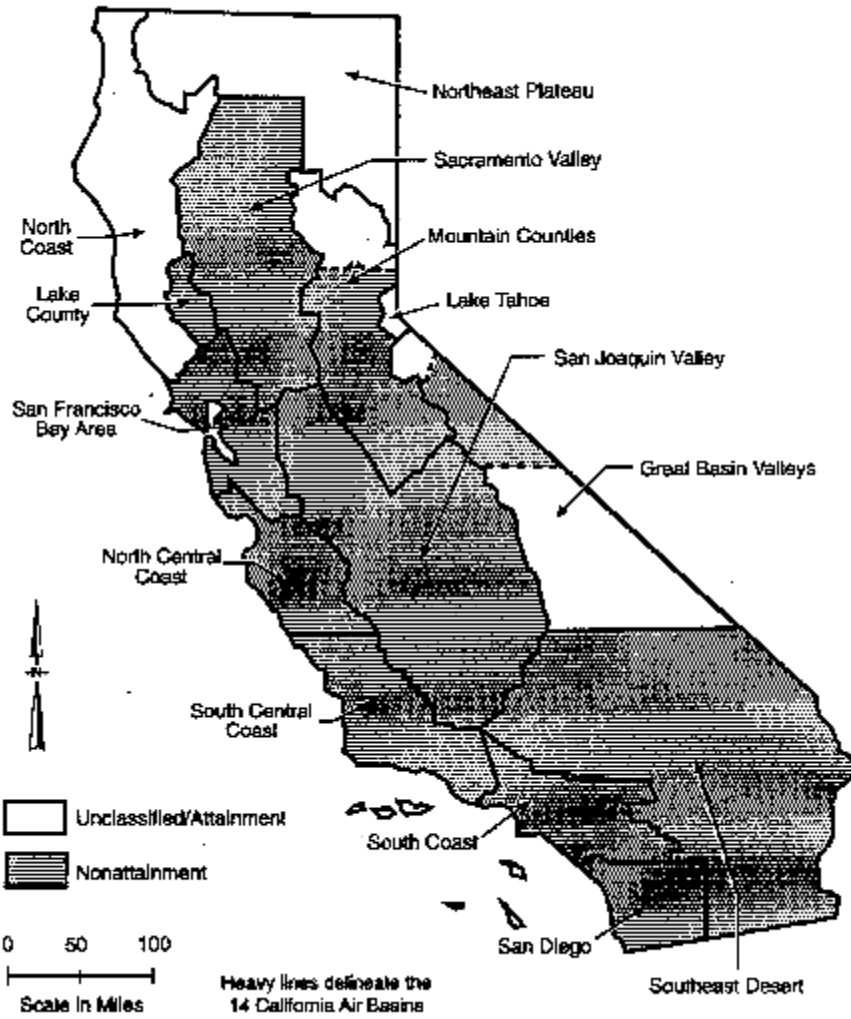 Northeast Plateau
Sacramento Valley
North
Coast
Mountain Counties
Lake
County
Lake Tahoe
San Joaquin Valley
San Francisco
Bay Area
Great Basin Valleys
North Central
Coast
N
South Central
Coast
Unclassified/Attainment
South Coast
Nonattainment
San Diego
0 50 100
Scale in Miles
Heavy lines delineate the
14 California Air Basins
Southeast Desert